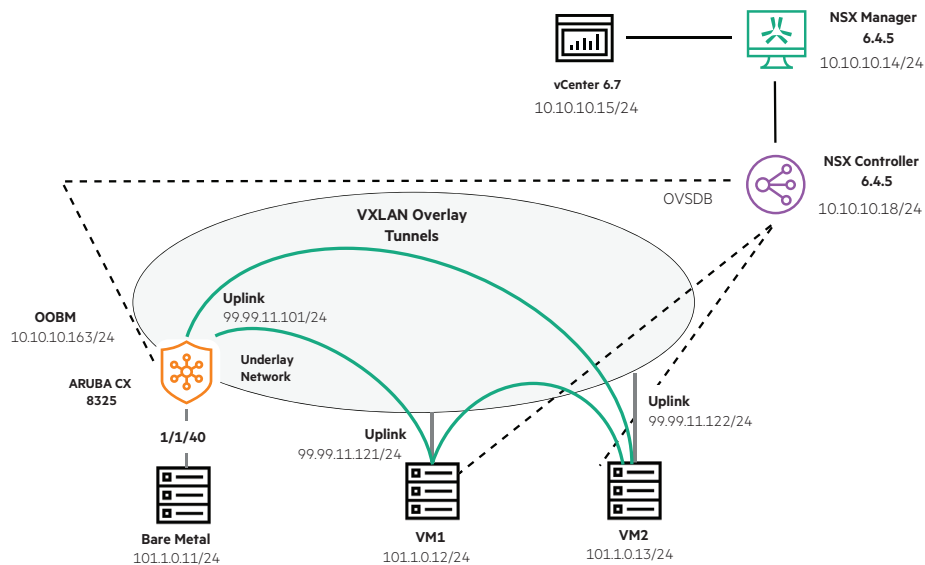 NSX Manager
6.4.5
10.10.10.14/24
vCenter 6.7
10.10.10.15/24
NSX Controller
6.4.5
10.10.10.18/24
OVSDB
VXLAN Overlay
Tunnels
Uplink
99.99.11.101/24
OOBM
10.10.10.163/24
Underlay
Network
ARUBA CX
8325
1/1/40
Uplink
99.99.11.121/24
Uplink
99.99.11.122/24
Bare Metal
101.1.0.11/24
VM1
101.1.0.12/24
VM2
101.1.0.13/24